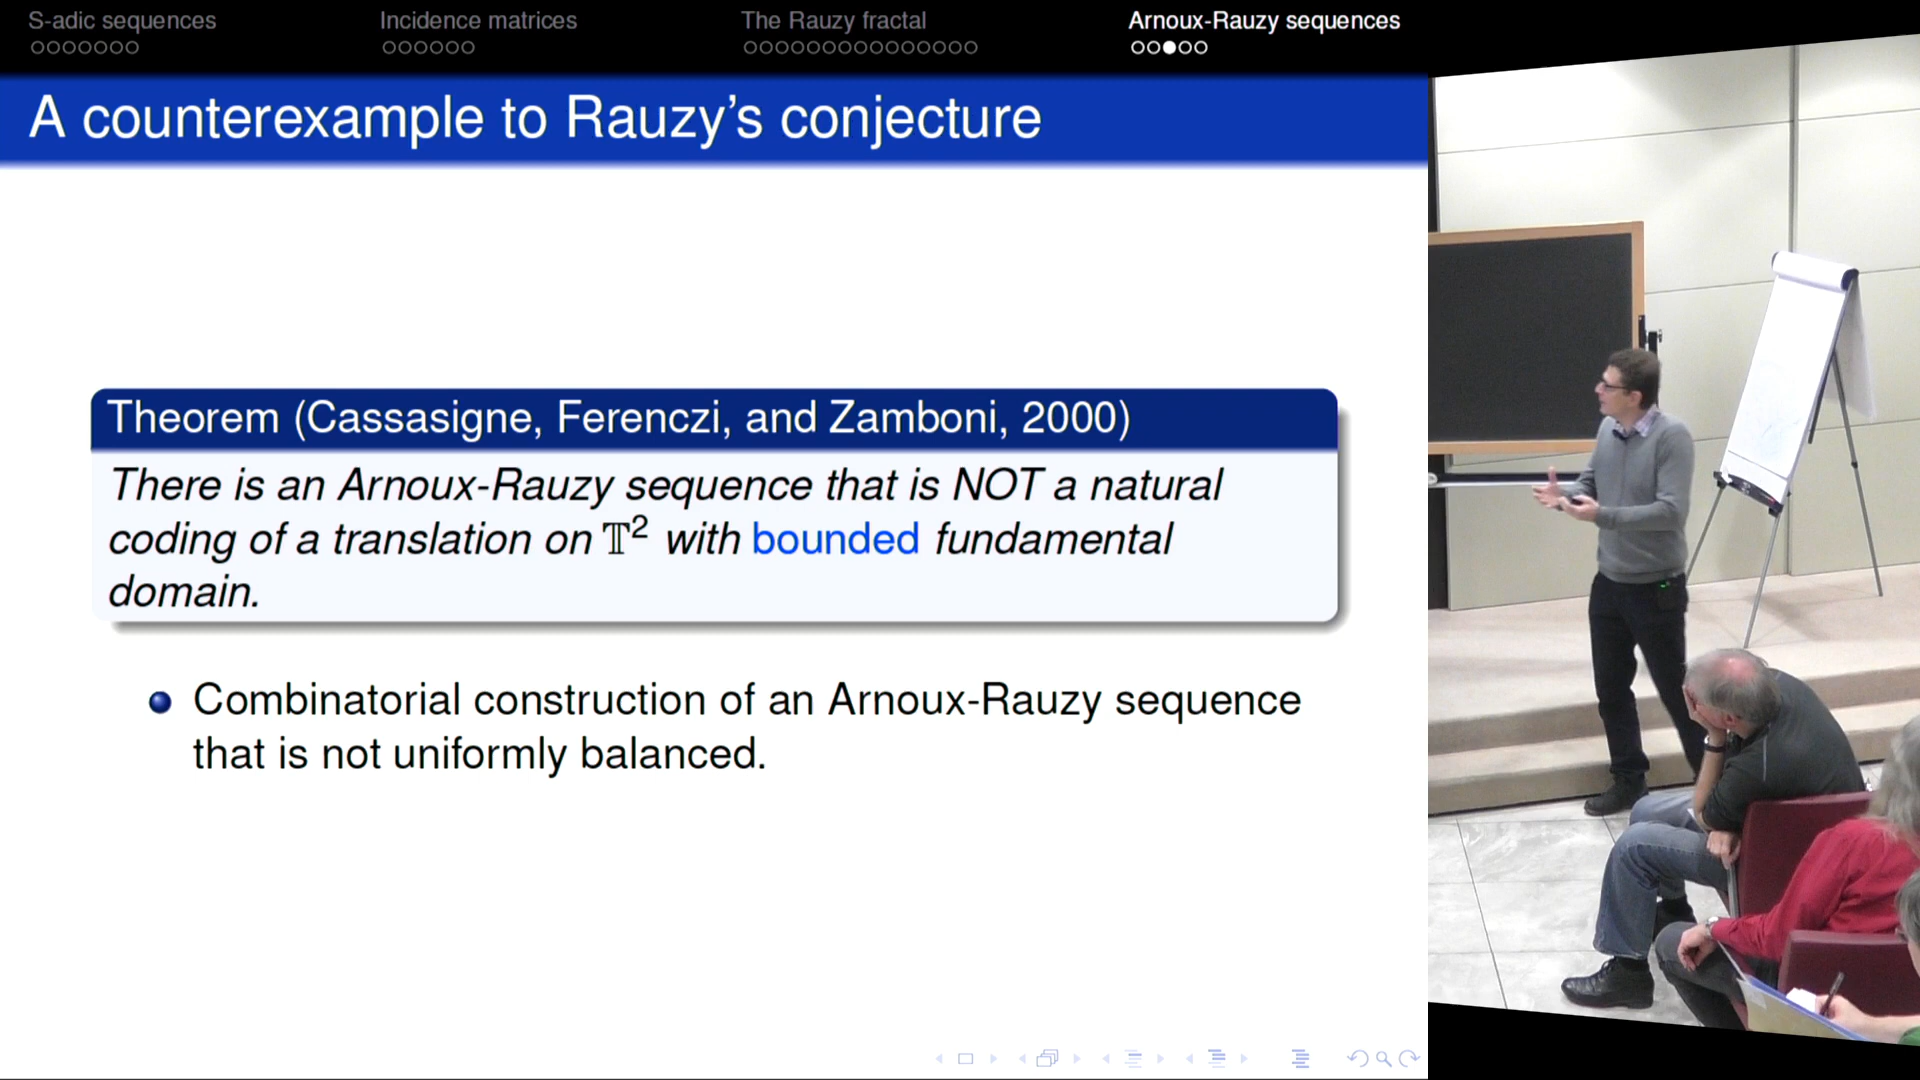 S-adic sequences Incidence matrices The Rauzy fractal Arnoux-Rauzy sequences
A counterexample to Rauzy's conjecture
Theorem (Cassasigne, Ferenczi, and Zamboni, 2000)
There is an Arnoux-Rauzy sequence that is NOT a natural
coding of a translation on 𝕋² with bounded fundamental
domain.
Combinatorial construction of an Arnoux-Rauzy sequence
that is not uniformly balanced.